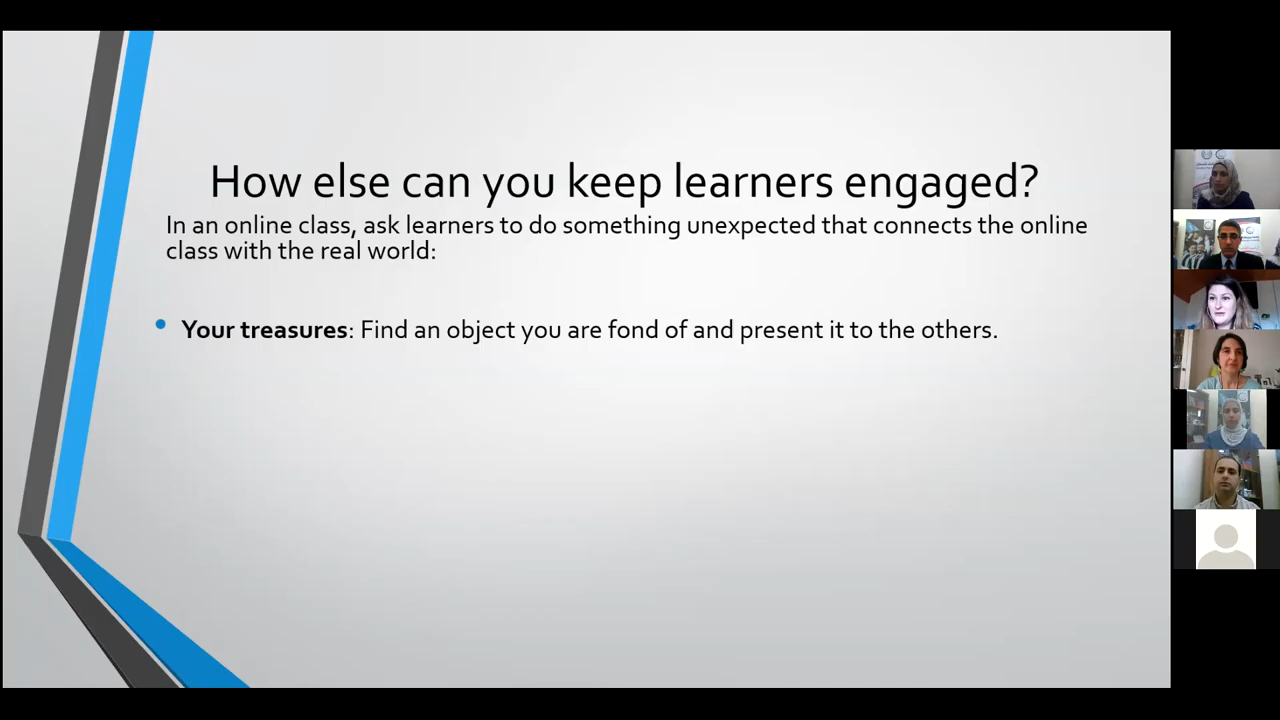 How else can you keep learners engaged?
In an online class, ask learners to do something unexpected that connects the online
class with the real world:
• Your treasures: Find an object you are fond of and present it to the others.